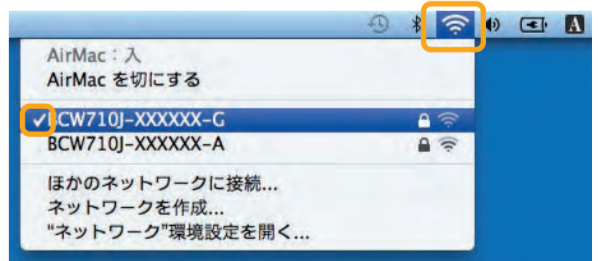 A
AirMac：入
AirMac を切にする
✓BCW710J-XXXXXX-G
BCW710J-XXXXXX-A
ほかのネットワークに接続...
ネットワークを作成...
“ネットワーク”環境設定を開く...